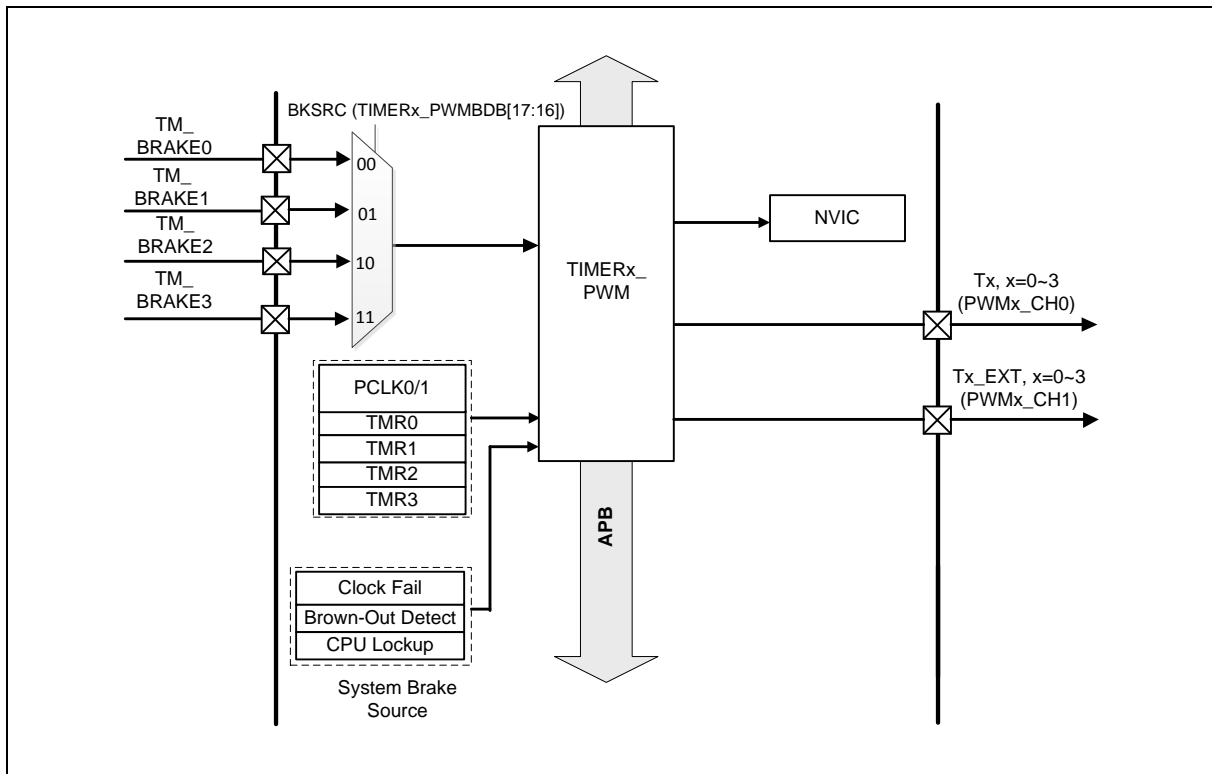 BKSRC (TIMERx_PWMBDB[17:16])
TM_
BRAKE0
00
TM_
BRAKE1
01
TM_
BRAKE2
10
TM_
BRAKE3
11
TIMERx_
PWM
NVIC
Tx, x=0~3
(PWMx_CH0)
Tx_EXT, x=0~3
(PWMx_CH1)
PCLK0/1
TMR0
TMR1
TMR2
TMR3
APB
Clock Fail
Brown-Out Detect
CPU Lockup
System Brake
Source